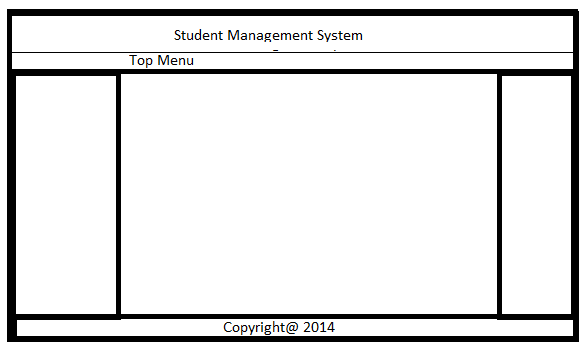 Student Management System
Top Menu
Copyright@ 2014